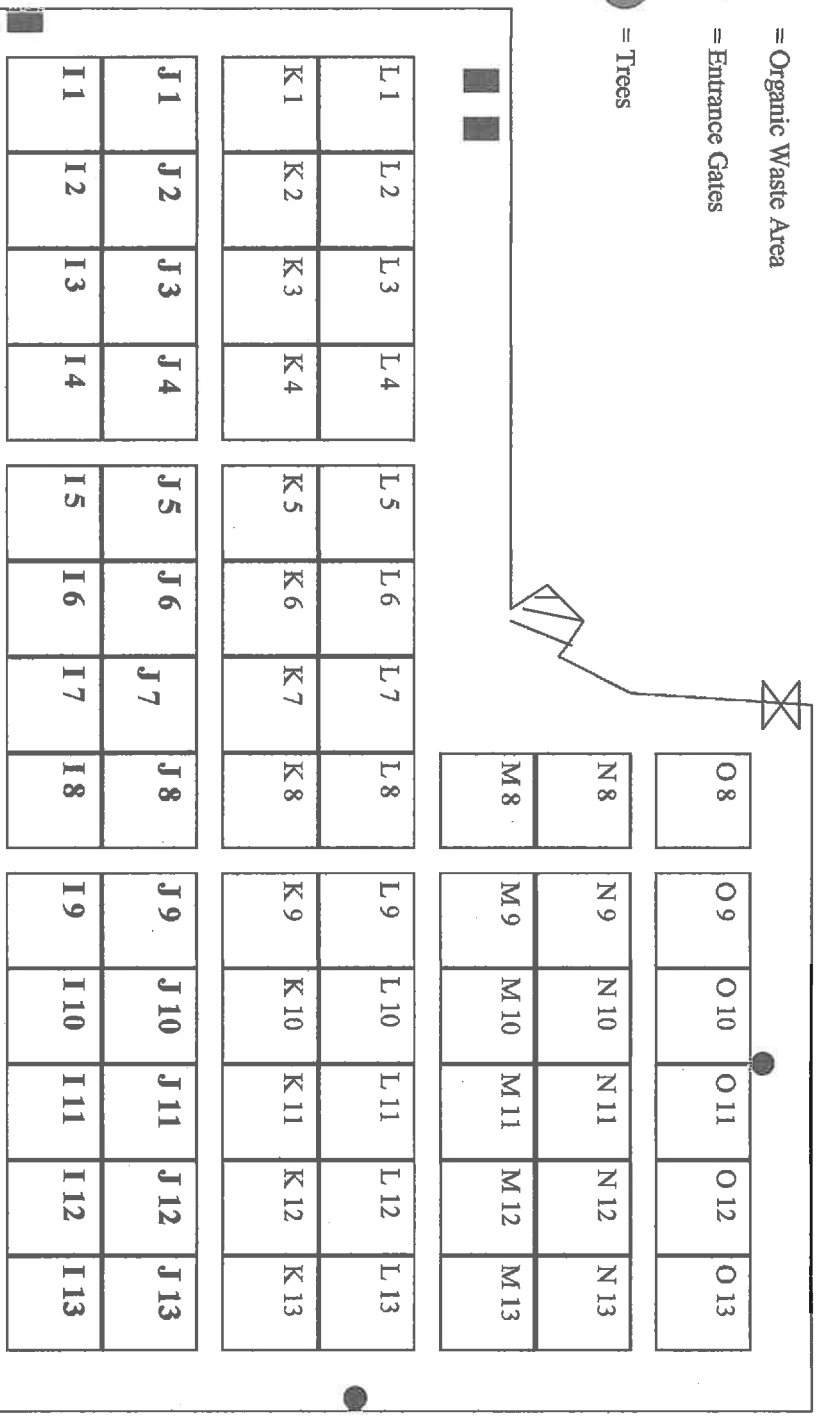 = Organic Waste Area
= Entrance Gates
= Trees
O 8 O 9 O 10 O 11 O 12 O 13
N 8 N 9 N 10 N 11 N 12 N 13
M 8 M 9 M 10 M 11 M 12 M 13
L 1 L 2 L 3 L 4 L 5 L 6 L 7 L 8 L 9 L 10 L 11 L 12 L 13
K 1 K 2 K 3 K 4 K 5 K 6 K 7 K 8 K 9 K 10 K 11 K 12 K 13
J 1 J 2 J 3 J 4 J 5 J 6 J 7 J 8 J 9 J 10 J 11 J 12 J 13
I 1 I 2 I 3 I 4 I 5 I 6 I 7 I 8 I 9 I 10 I 11 I 12 I 13